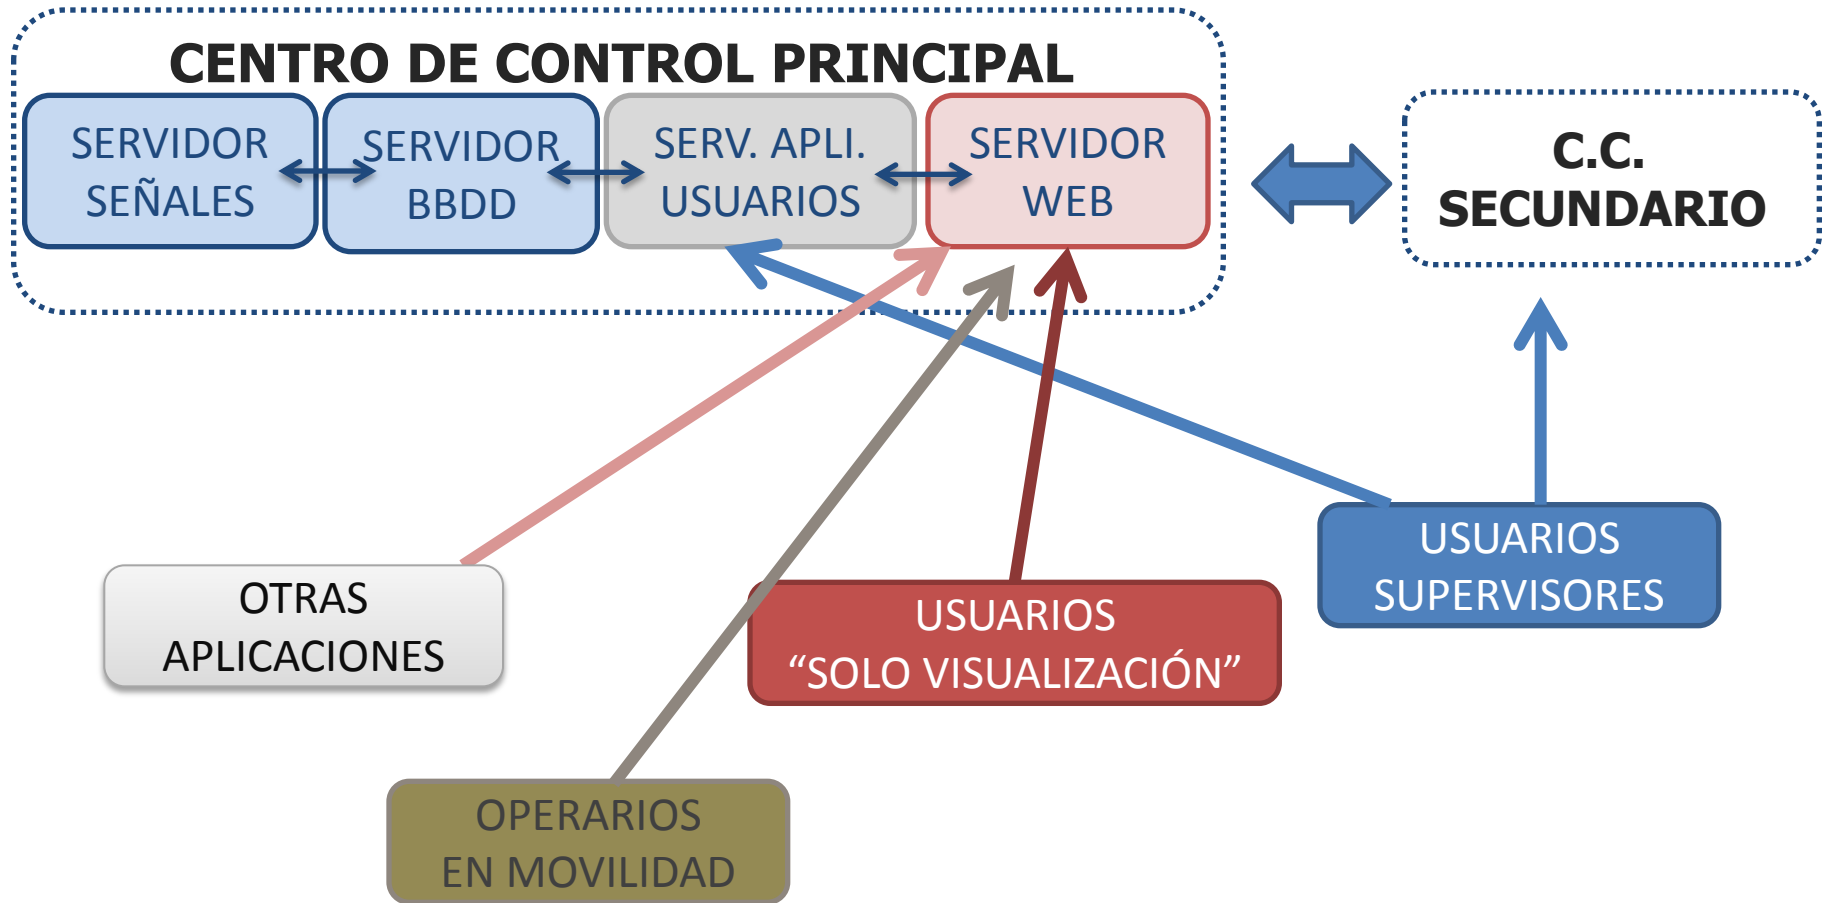 CENTRO DE CONTROL PRINCIPAL
SERVIDOR
SEÑALES
SERVIDOR
BBDD
SERV. APLI.
USUARIOS
SERVIDOR
WEB
C.C.
SECUNDARIO
USUARIOS
SUPERVISORES
OTRAS
APLICACIONES
USUARIOS
“SOLO VISUALIZACIÓN”
OPERARIOS
EN MOVILIDAD